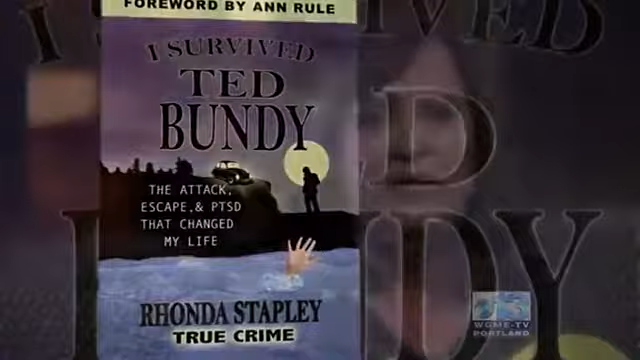 FOREWORD BY ANN RULE
I SURVIVED
TED
BUNDY
THE ATTACK,
ESCAPE,& PTSD
THAT CHANGED
MY LIFE
RHONDA STAPLEY
TRUE CRIME
WGME-TV
PORTLAND